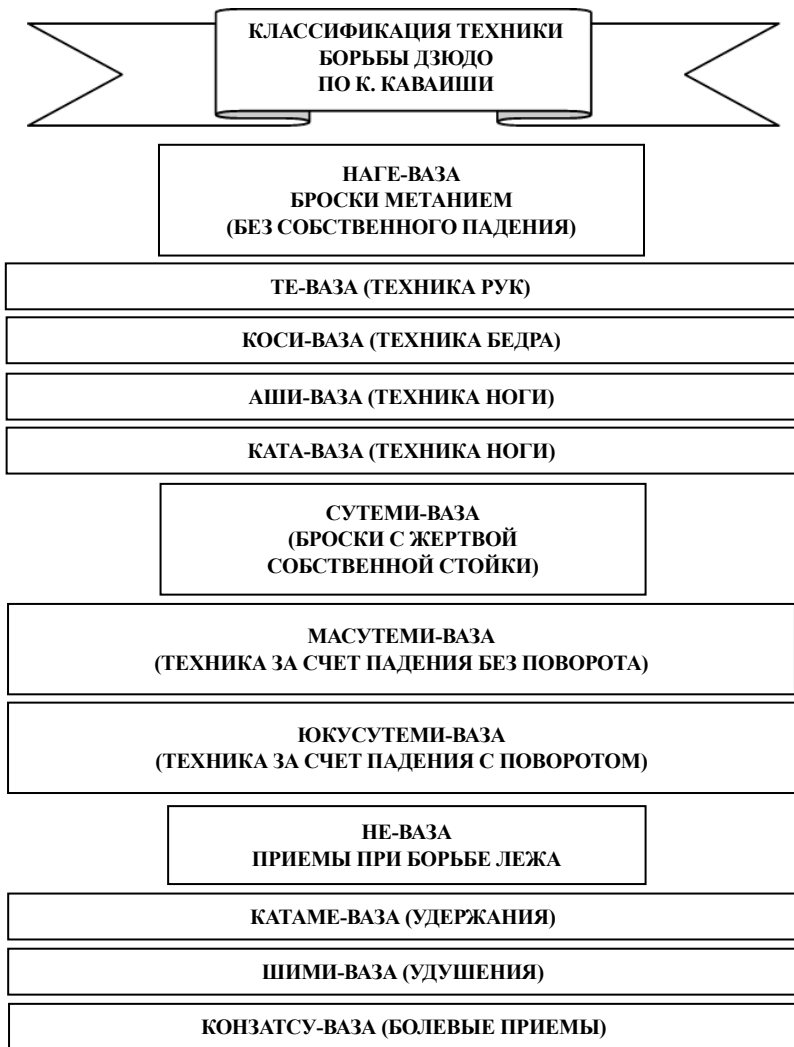 КЛАССИФИКАЦИЯ ТЕХНИКИ
БОРЬБЫ ДЗЮДО
ПО К. КАВАИШИ
НАГЕ-ВАЗА
БРОСКИ МЕТАНИЕМ
(БЕЗ СОБСТВЕННОГО ПАДЕНИЯ)
ТЕ-ВАЗА (ТЕХНИКА РУК)
КОСИ-ВАЗА (ТЕХНИКА БЕДРА)
АШИ-ВАЗА (ТЕХНИКА НОГИ)
КАТА-ВАЗА (ТЕХНИКА НОГИ)
СУТЕМИ-ВАЗА
(БРОСКИ С ЖЕРТВОЙ
СОБСТВЕННОЙ СТОЙКИ)
МАСУТЕМИ-ВАЗА
(ТЕХНИКА ЗА СЧЕТ ПАДЕНИЯ БЕЗ ПОВОРОТА)
ЮКУСУТЕМИ-ВАЗА
(ТЕХНИКА ЗА СЧЕТ ПАДЕНИЯ С ПОВОРОТОМ)
НЕ-ВАЗА
ПРИЕМЫ ПРИ БОРЬБЕ ЛЕЖА
КАТАМЕ-ВАЗА (УДЕРЖАНИЯ)
ШИМИ-ВАЗА (УДУШЕНИЯ)
КОНЗАТСУ-ВАЗА (БОЛЕВЫЕ ПРИЕМЫ)